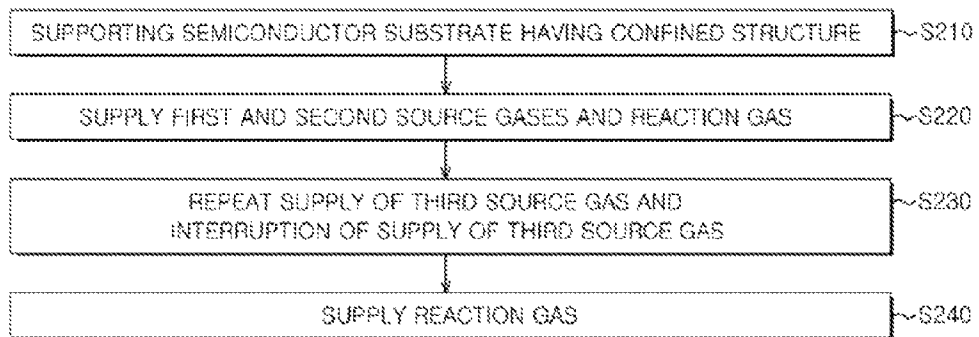 SUPPORTING SEMICONDUCTOR SUBSTRATE HAVING CONFINED STRUCTURE S210
SUPPLY FIRST AND SECOND SOURCE GASES AND REACTION GAS S220
REPEAT SUPPLY OF THIRD SOURCE GAS AND S230
INTERRUPTION OF SUPPLY OF THIRD SOURCE GAS
SUPPLY REACTION GAS S240